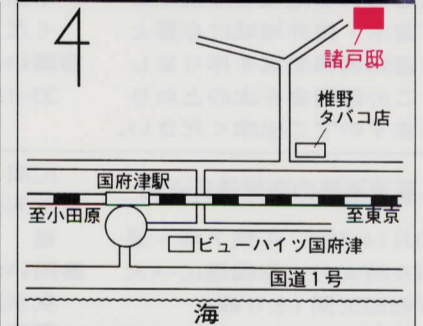 諸戸邸
椎野
タバコ店
国府津駅
至小田原
至東京
ビューハイツ国府津
国道1号
海